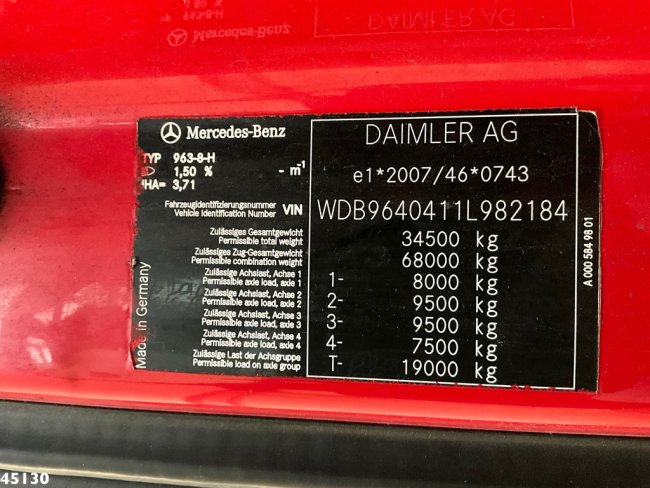 Mercedes-Benz
TYP 963-8-H
1,50 % - m⁻¹
HA= 3,71
DAIMLER AG
e1*2007/46*0743
Fahrzeugidentifizierungsnummer
Vehicle Identification Number VIN WDB9640411L982184
Zulässiges Gesamtgewicht
Permissible total weight 34500 kg
Zulässiges Zug-Gesamtgewicht
Permissible combination weight 68000 kg
Zulässige Achslast, Achse 1
Permissible axle load, axle 1 1- 8000 kg
Zulässige Achslast, Achse 2
Permissible axle load, axle 2 2- 9500 kg
Zulässige Achslast, Achse 3
Permissible axle load, axle 3 3- 9500 kg
Zulässige Achslast, Achse 4
Permissible axle load, axle 4 4- 7500 kg
Zulässige Last der Achsgruppe
Permissible load on axle group T- 19000 kg
Made in Germany
A 000 584 98 01
45130